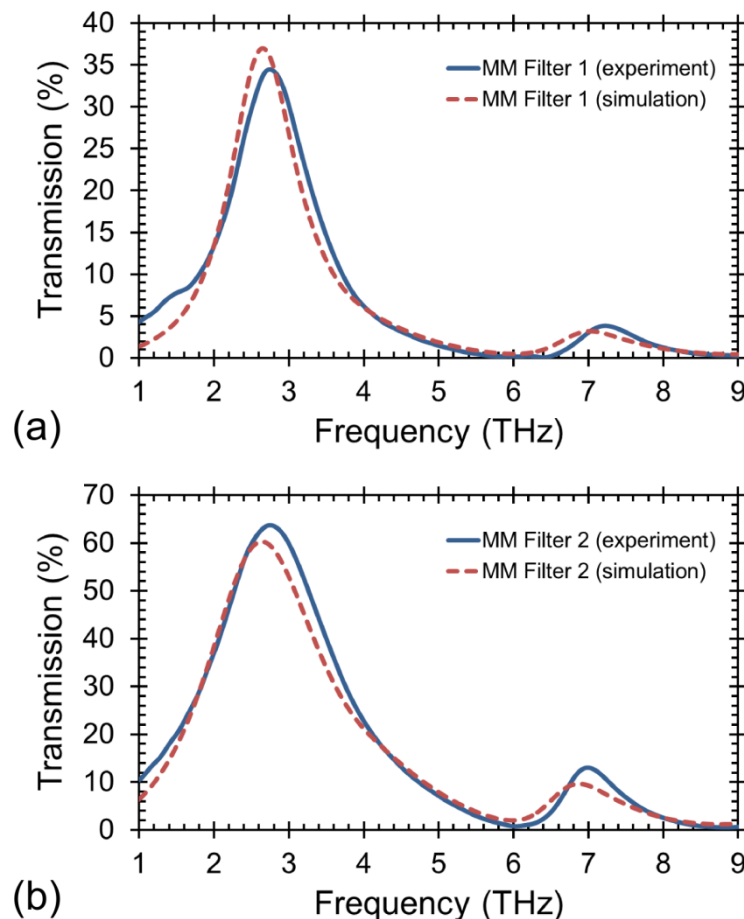 40
35
30
25
20
15
10
5
0
Transmission (%)
MM Filter 1 (experiment)
MM Filter 1 (simulation)
1 2 3 4 5 6 7 8 9
(a)
Frequency (THz)
70
60
50
40
30
20
10
0
Transmission (%)
MM Filter 2 (experiment)
MM Filter 2 (simulation)
1 2 3 4 5 6 7 8 9
(b)
Frequency (THz)